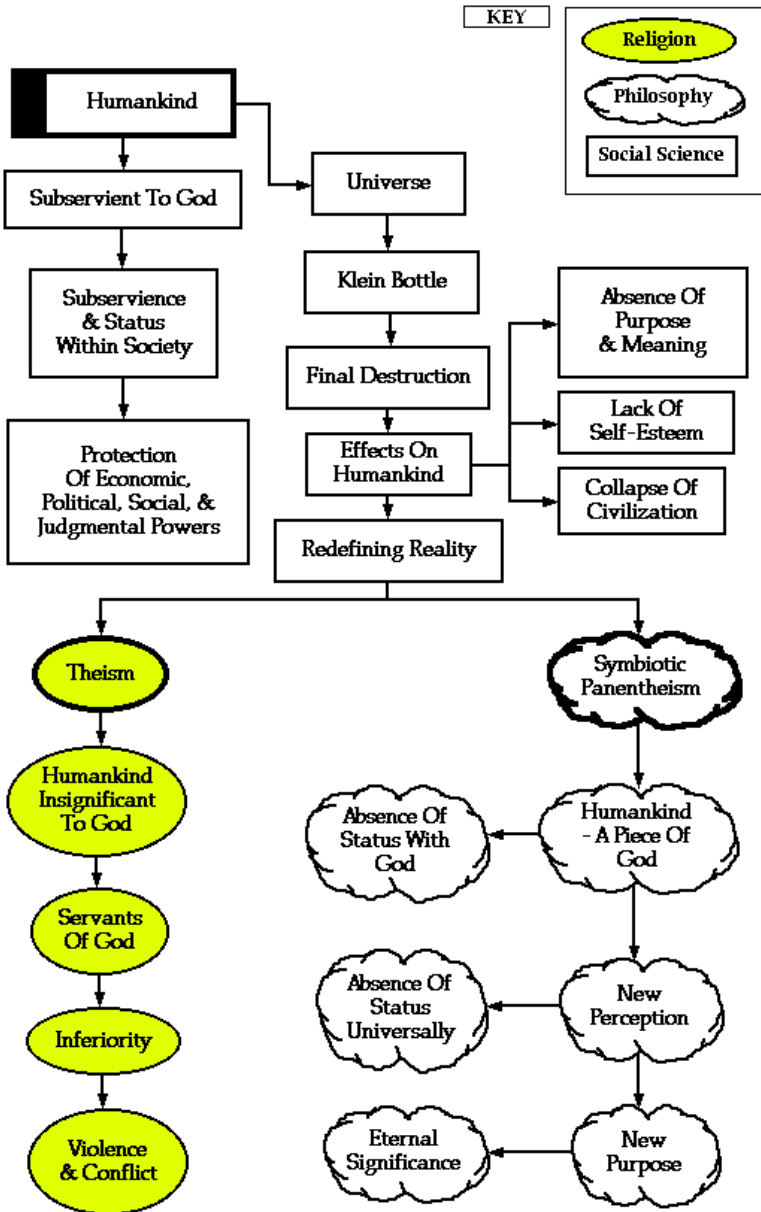 KEY
Religion
Philosophy
Social Science
Humankind
Subservient To God
Subservience
& Status
Within Society
Protection
Of Economic,
Political, Social, &
Judgmental Powers
Universe
Klein Bottle
Final Destruction
Effects On
Humankind
Absence Of
Purpose
& Meaning
Lack Of
Self-Esteem
Collapse Of
Civilization
Redefining Reality
Theism
Humankind
Insignificant
To God
Servants
Of God
Inferiority
Violence
& Conflict
Symbiotic
Panentheism
Humankind
- A Piece Of
God
Absence Of
Status With
God
New
Perception
Absence Of
Status
Universally
New
Purpose
Eternal
Significance